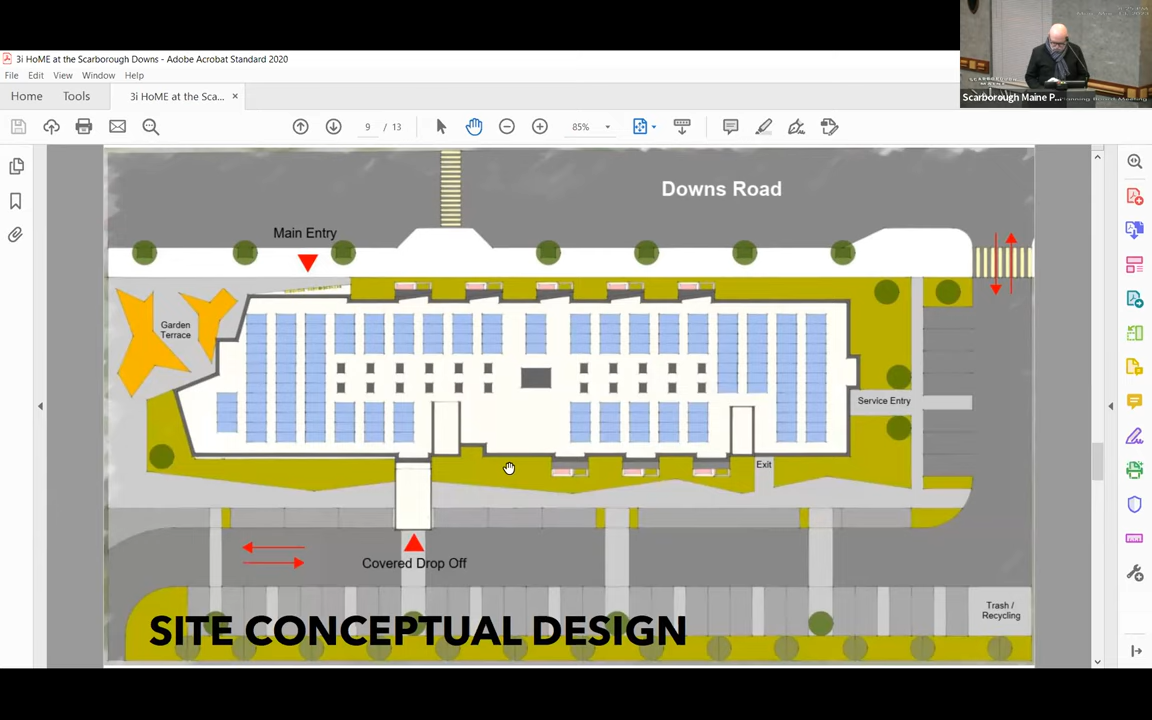 3i HoME at the Scarborough Downs - Adobe Acrobat Standard 2020
File Edit View Window Help
Home Tools 3i HoME at the Sca... ×
9 / 13 85%
SCARBOROUGH
Scarborough Maine P...
Downs Road
Main Entry
Garden
Terrace
Service Entry
Exit
Covered Drop Off
Trash /
Recycling
SITE CONCEPTUAL DESIGN